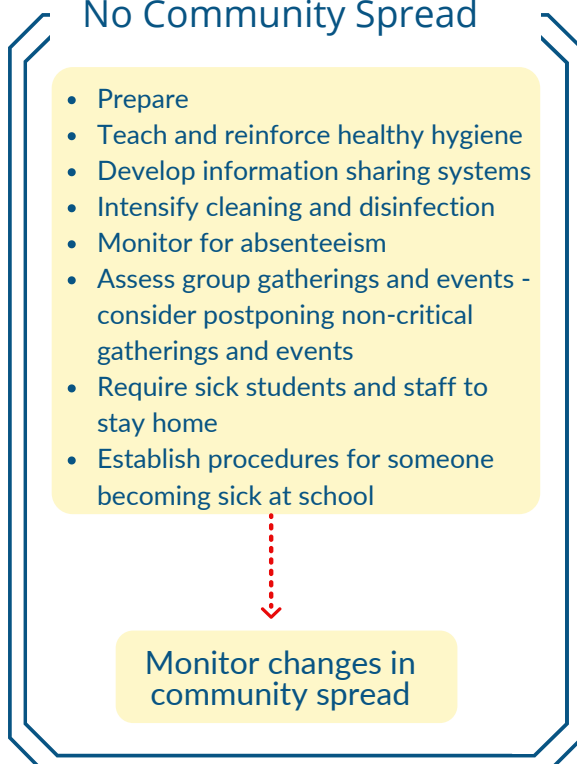 No Community Spread
• Prepare
• Teach and reinforce healthy hygiene
• Develop information sharing systems
• Intensify cleaning and disinfection
• Monitor for absenteeism
• Assess group gatherings and events -
consider postponing non-critical
gatherings and events
• Require sick students and staff to
stay home
• Establish procedures for someone
becoming sick at school
Monitor changes in
community spread